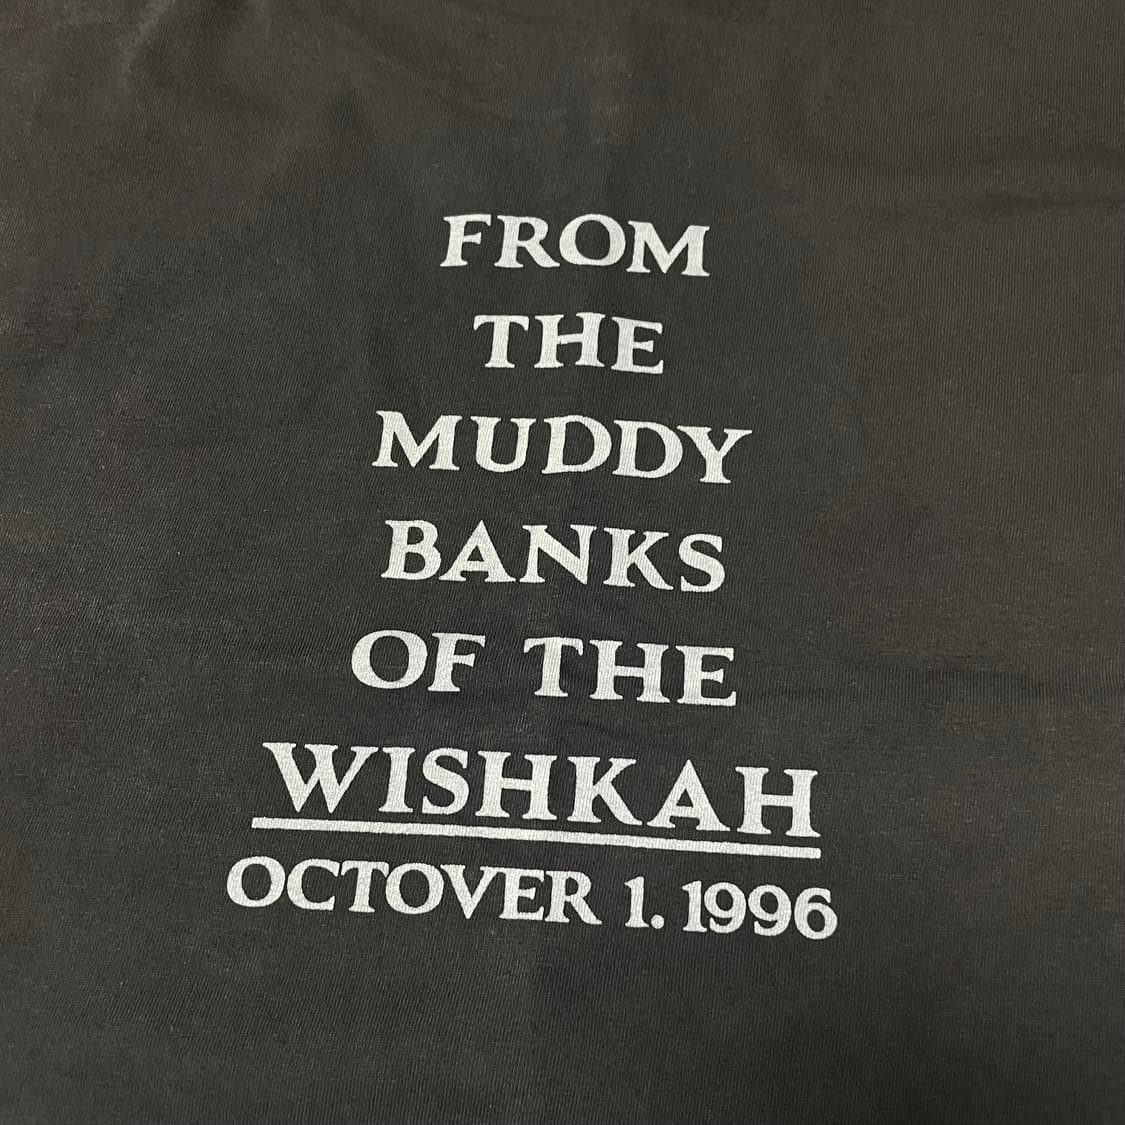 FROM
THE
MUDDY
BANKS
OF THE
WISHKAH
OCTOVER 1. 1996